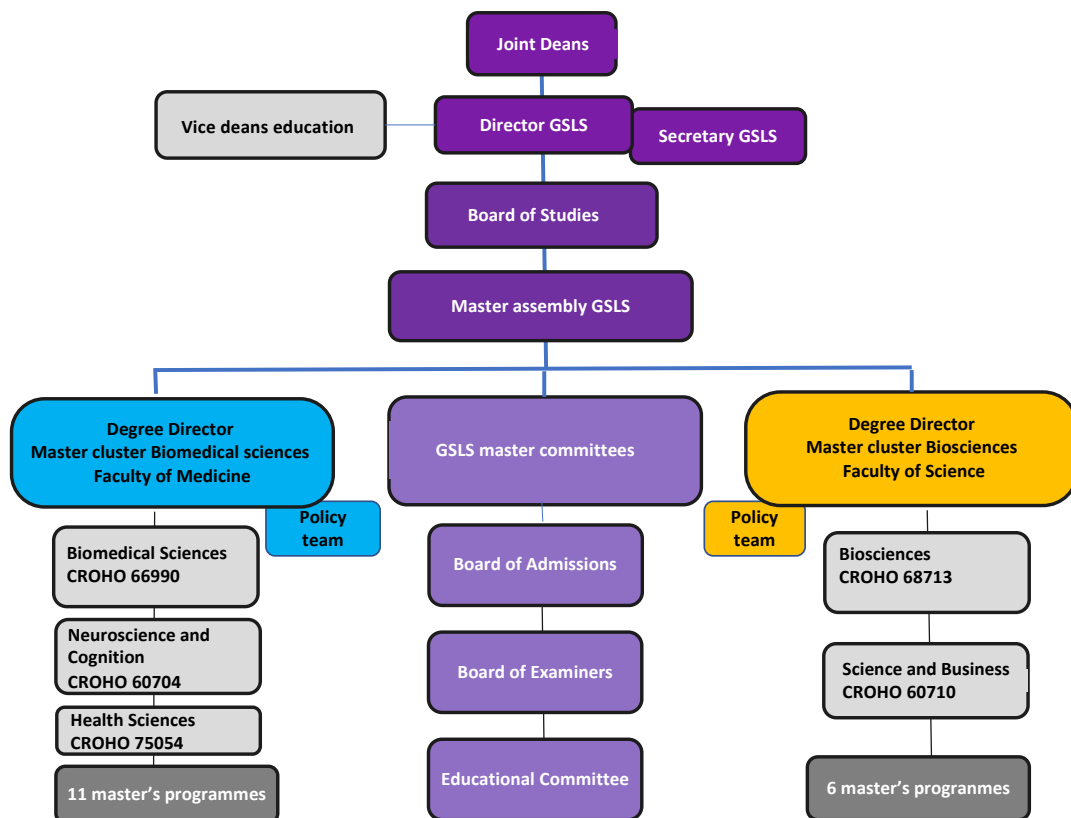 Joint Deans
Vice deans education
Director GSLS
Secretary GSLS
Board of Studies
Master assembly GSLS
Degree Director
Master cluster Biomedical sciences
Faculty of Medicine
GSLS master committees
Degree Director
Master cluster Biosciences
Faculty of Science
Policy
team
Policy
team
Biomedical Sciences
CROHO 66990
Neuroscience and
Cognition
CROHO 60704
Health Sciences
CROHO 75054
11 master’s programmes
Board of Admissions
Board of Examiners
Educational Committee
Biosciences
CROHO 68713
Science and Business
CROHO 60710
6 master’s prognmmes